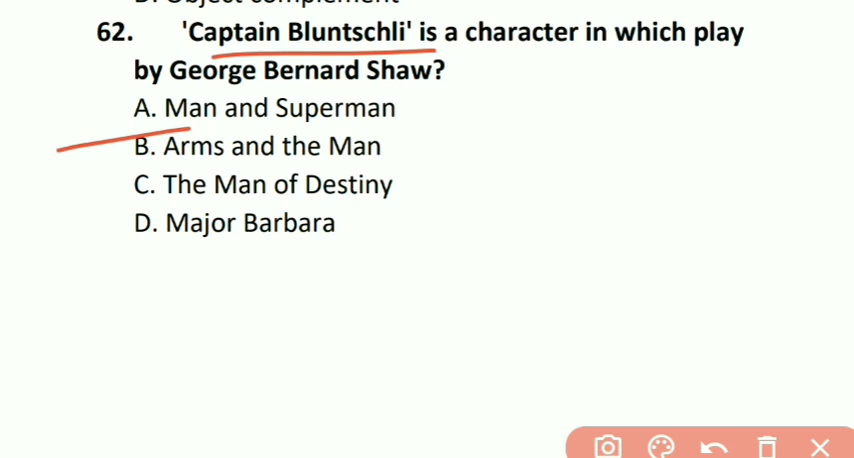 62. 'Captain Bluntschli' is a character in which play
by George Bernard Shaw?
A. Man and Superman
B. Arms and the Man
C. The Man of Destiny
D. Major Barbara